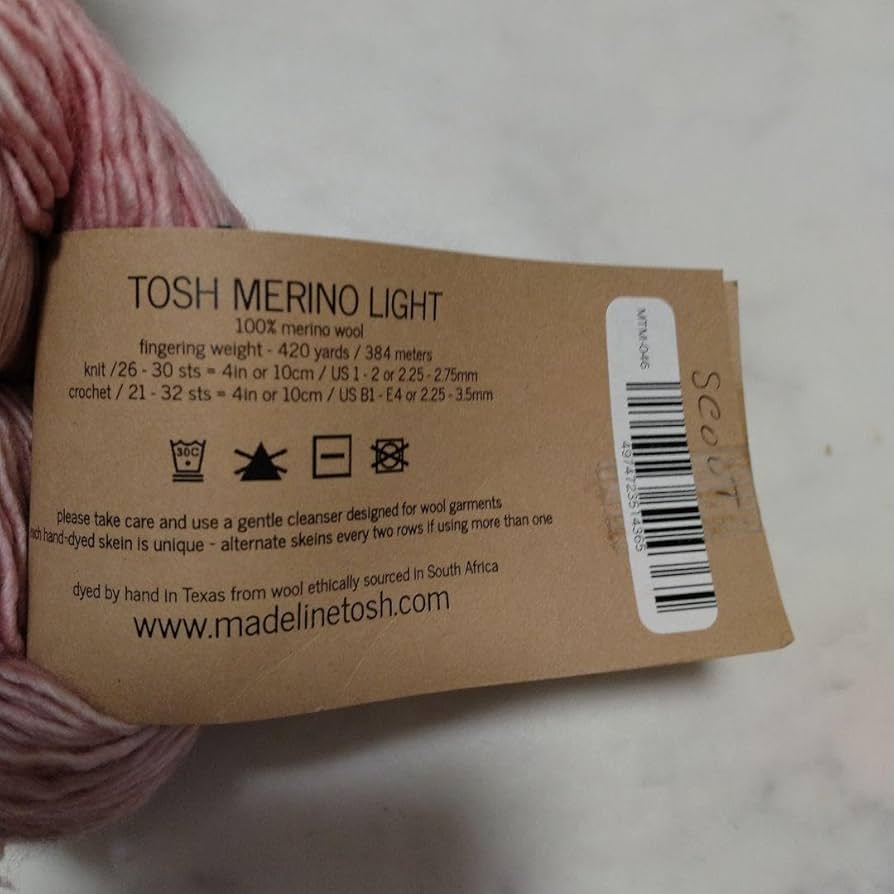 TOSH MERINO LIGHT
100% merino wool
fingering weight - 420 yards / 384 meters
knit /26 - 30 sts = 4in or 10cm / US 1 - 2 or 2.25 - 2.75mm
crochet / 21 - 32 sts = 4in or 10cm / US B1 - E4 or 2.25 - 3.5mm
30C
please take care and use a gentle cleanser designed for wool garments
hand-dyed skein is unique - alternate skeins every two rows if using more than one
dyed by hand in Texas from wool ethically sourced in South Africa
www.madelinetosh.com
MTM-046
4974723514365
SCOUT